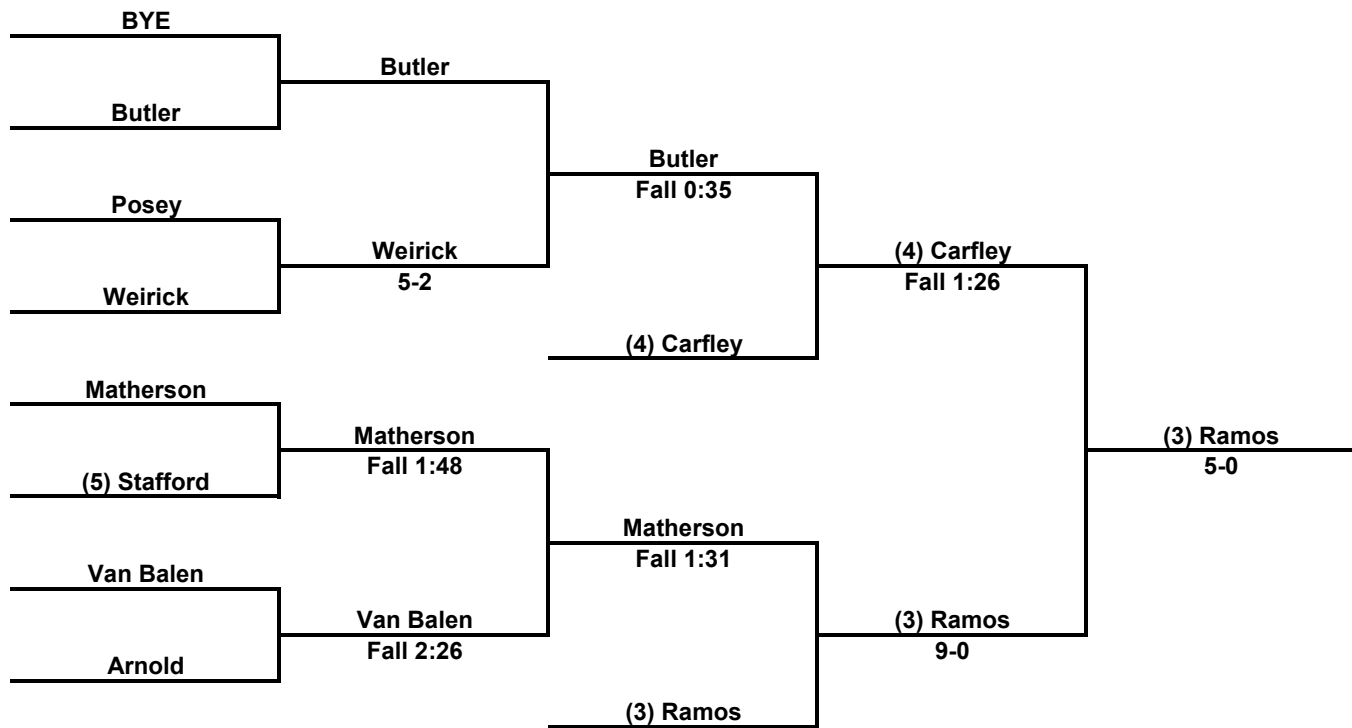 BYE
Butler
Butler
Butler
Fall 0:35
Posey
Weirick
5-2
Weirick
(4) Carfley
Fall 1:26
(4) Carfley
Matherson
Matherson
Fall 1:48
(5) Stafford
(3) Ramos
5-0
Matherson
Fall 1:31
Van Balen
Van Balen
Fall 2:26
Arnold
(3) Ramos
9-0
(3) Ramos